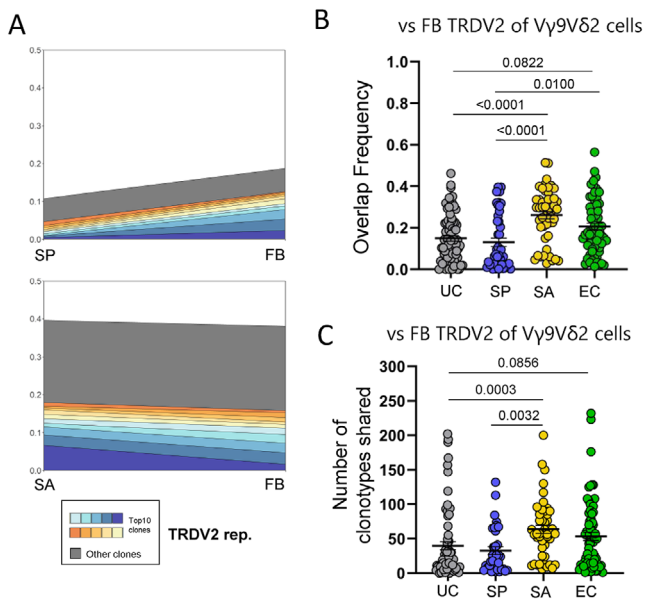 A
0.5
0.4
0.3
0.2
0.1
0.0
SP
FB
0.5
0.4
0.3
0.2
0.1
0.0
SA
FB
Top10
clones
Other clones
TRDV2 rep.
B
vs FB TRDV2 of Vγ9Vδ2 cells
Overlap Frequency
1.0
0.8
0.6
0.4
0.2
0.0
0.0822
0.0100
<0.0001
<0.0001
UC
SP
SA
EC
C
vs FB TRDV2 of Vγ9Vδ2 cells
Number of
clonotypes shared
300
250
200
150
100
50
0
0.0856
0.0003
0.0032
UC
SP
SA
EC